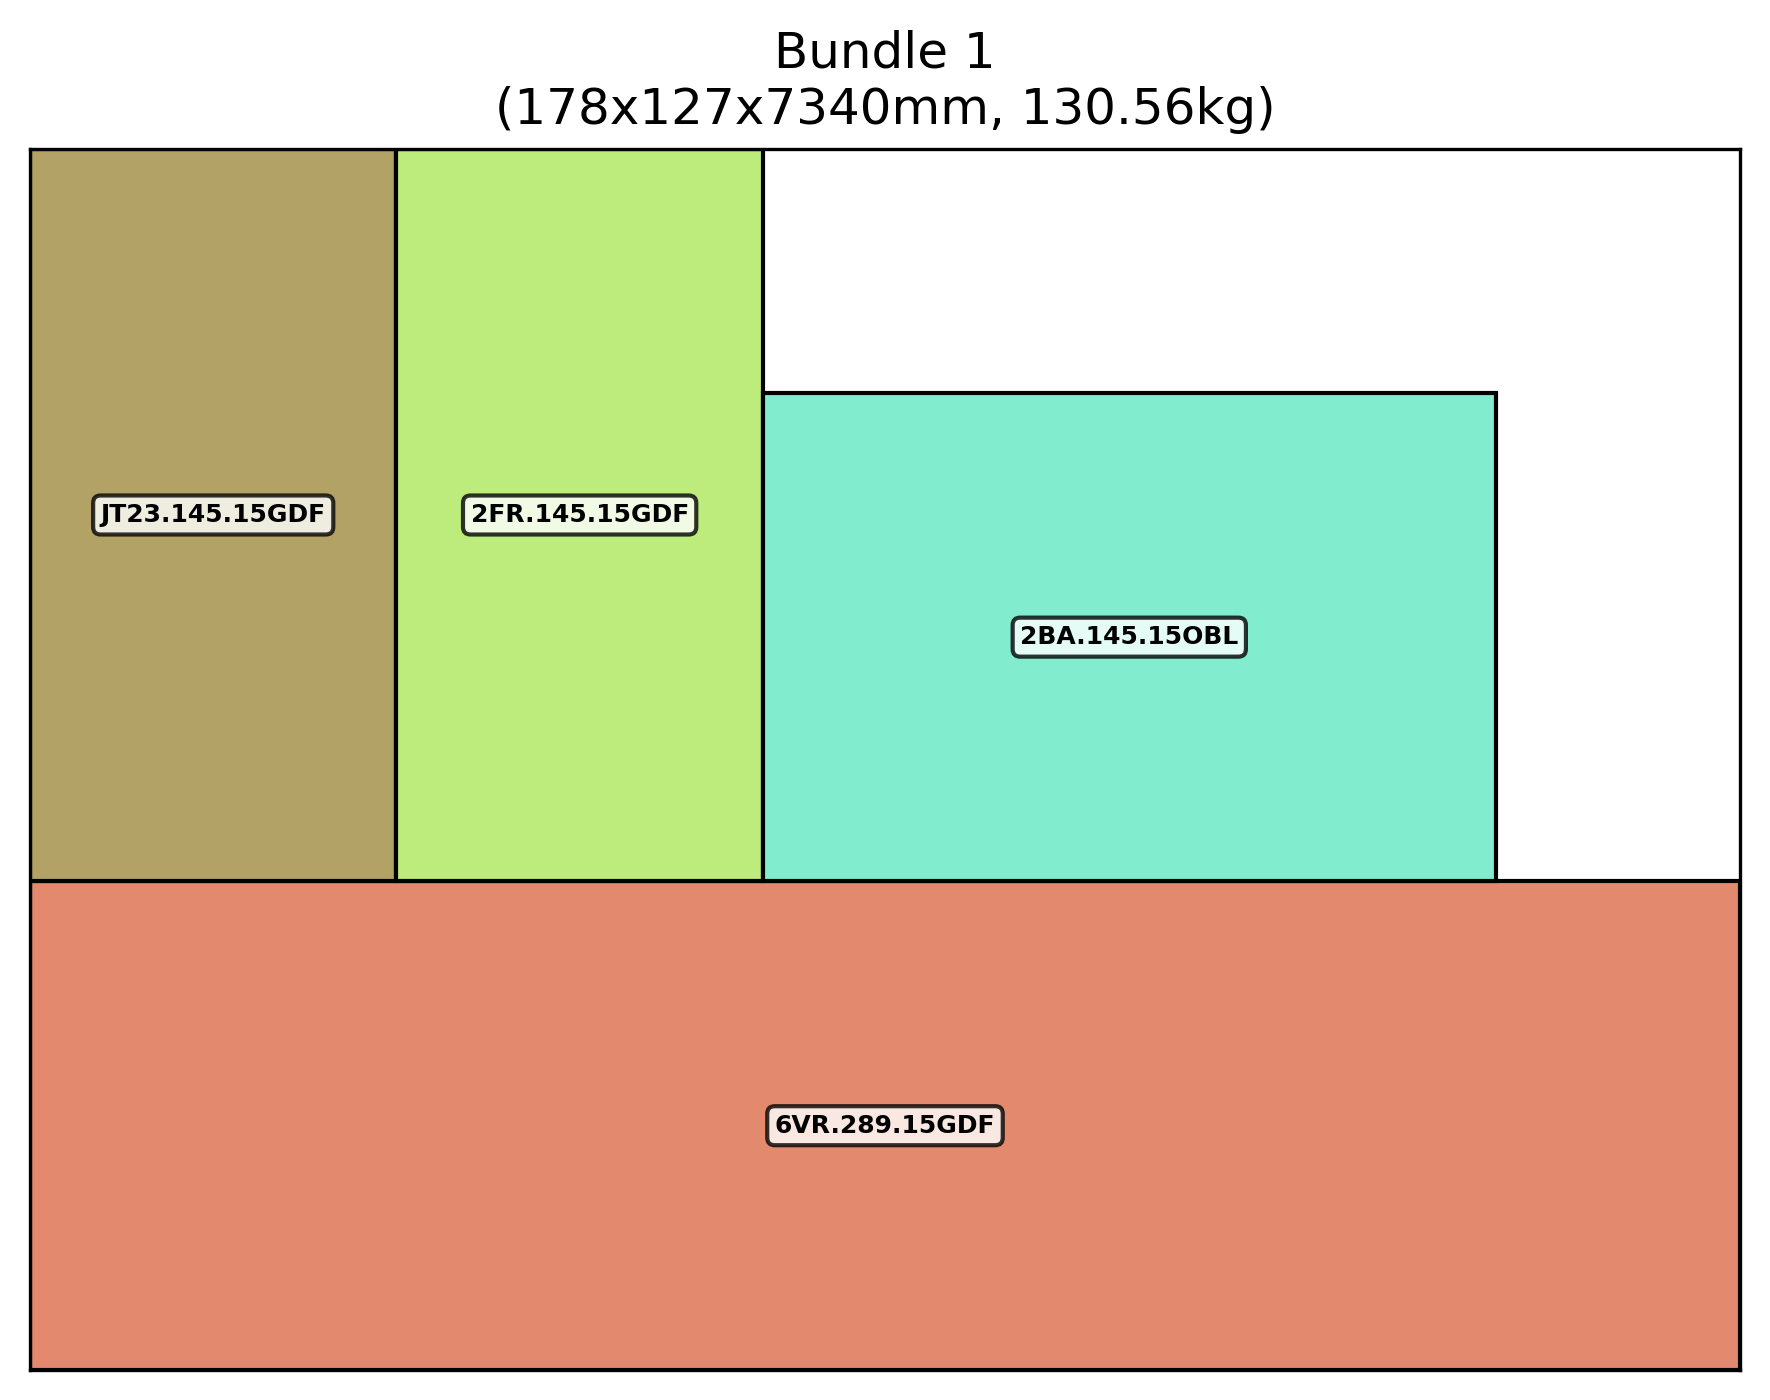 Bundle 1
(178x127x7340mm, 130.56kg)
JT23.145.15GDF
2FR.145.15GDF
2BA.145.15OBL
6VR.289.15GDF